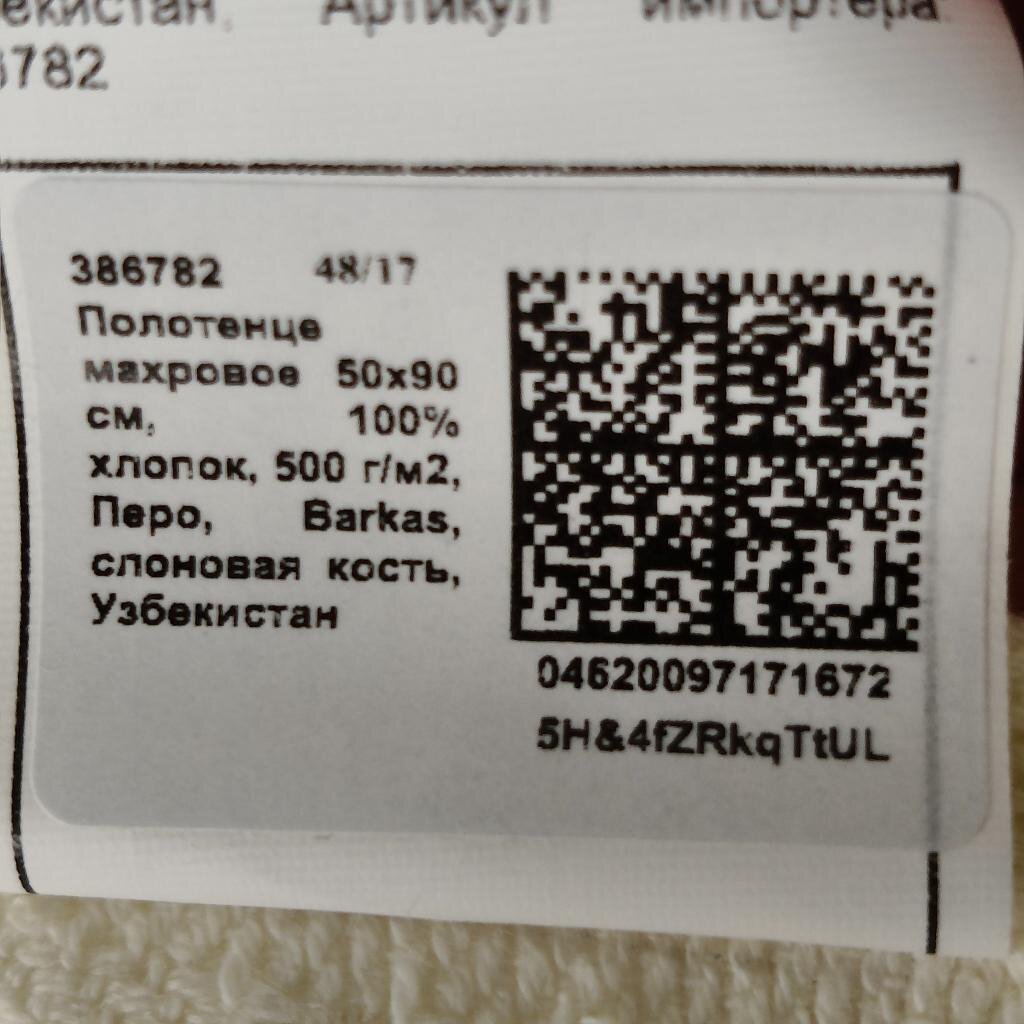 Артикул импортера
386782 48/17
Полотенце
махровое 50х90
см, 100%
хлопок, 500 г/м2,
Перо, Barkas,
слоновая кость,
Узбекистан
04620097171672
5H&4fZRkqTtUL